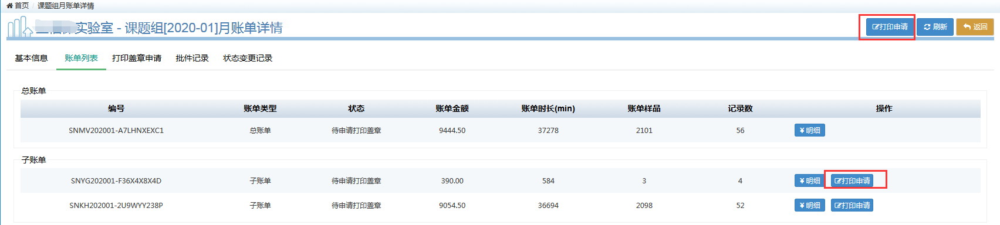 首页 / 课题组月账单详情
实验室 - 课题组[2020-01]月账单详情
打印申请 刷新 返回
基本信息 账单列表 打印盖章申请 批件记录 状态变更记录
总账单
编号 账单类型 状态 账单金额 账单时长(min) 账单样品 记录数 操作
SNMV202001-A7LHNXEXC1 总账单 待申请打印盖章 9444.50 37278 2101 56 ¥明细
子账单
SNYG202001-F36X4X8X4D 子账单 待申请打印盖章 390.00 584 3 4 ¥明细 打印申请
SNKH202001-2U9WYY238P 子账单 待申请打印盖章 9054.50 36694 2098 52 ¥明细 打印申请